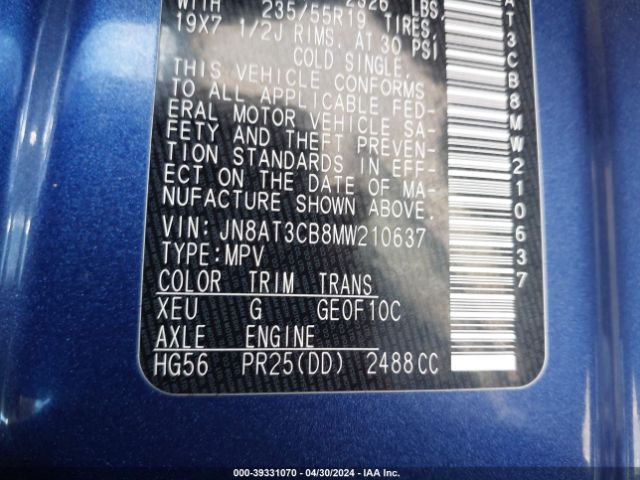 2326 LBS,
WITH 235/55R19 TIRES,
19X7 1/2J RIMS, AT 30 PSI
COLD SINGLE,
THIS VEHICLE CONFORMS
TO ALL APPLICABLE FED-
ERAL MOTOR VEHICLE SA-
FETY AND THEFT PREVEN-
TION STANDARDS IN EFF-
ECT ON THE DATE OF MA-
NUFACTURE SHOWN ABOVE.
VIN: JN8AT3CB8MW210637
TYPE:MPV
COLOR TRIM TRANS
XEU G GE0F10C
AXLE ENGINE
HG56 PR25(DD) 2488CC
AT3CB8MW210637
000-39331070 / 04/30/2024 - IAA Inc.